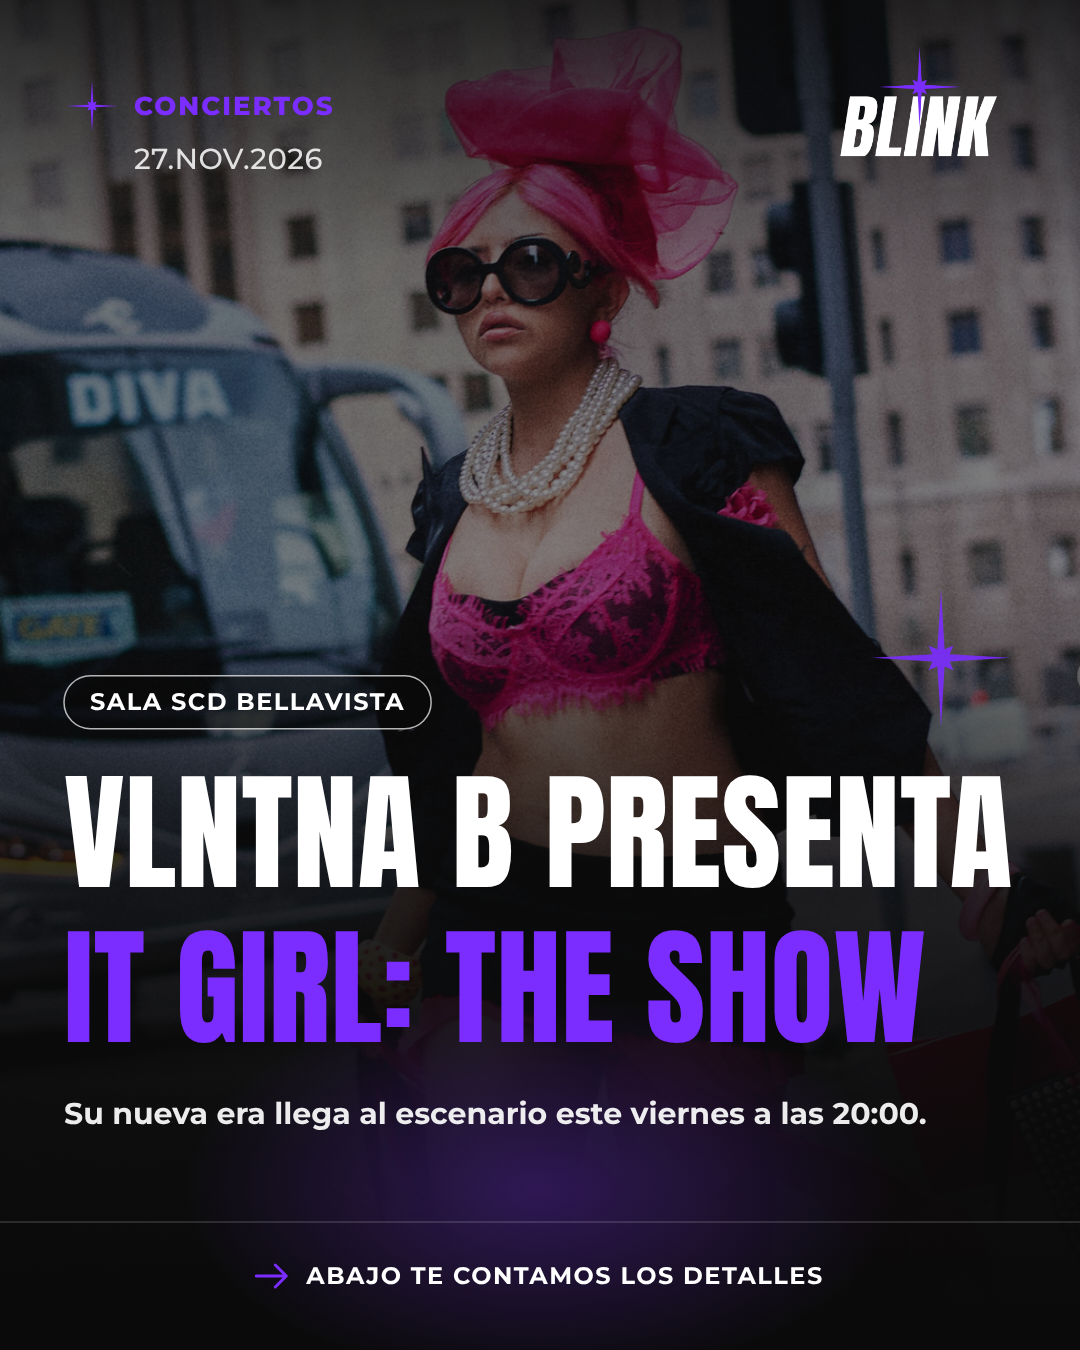 CONCIERTOS
27.NOV.2026
BLINK
DIVA
SALA SCD BELLAVISTA
VLNTNA B PRESENTA
IT GIRL: THE SHOW
Su nueva era llega al escenario este viernes a las 20:00.
ABAJO TE CONTAMOS LOS DETALLES